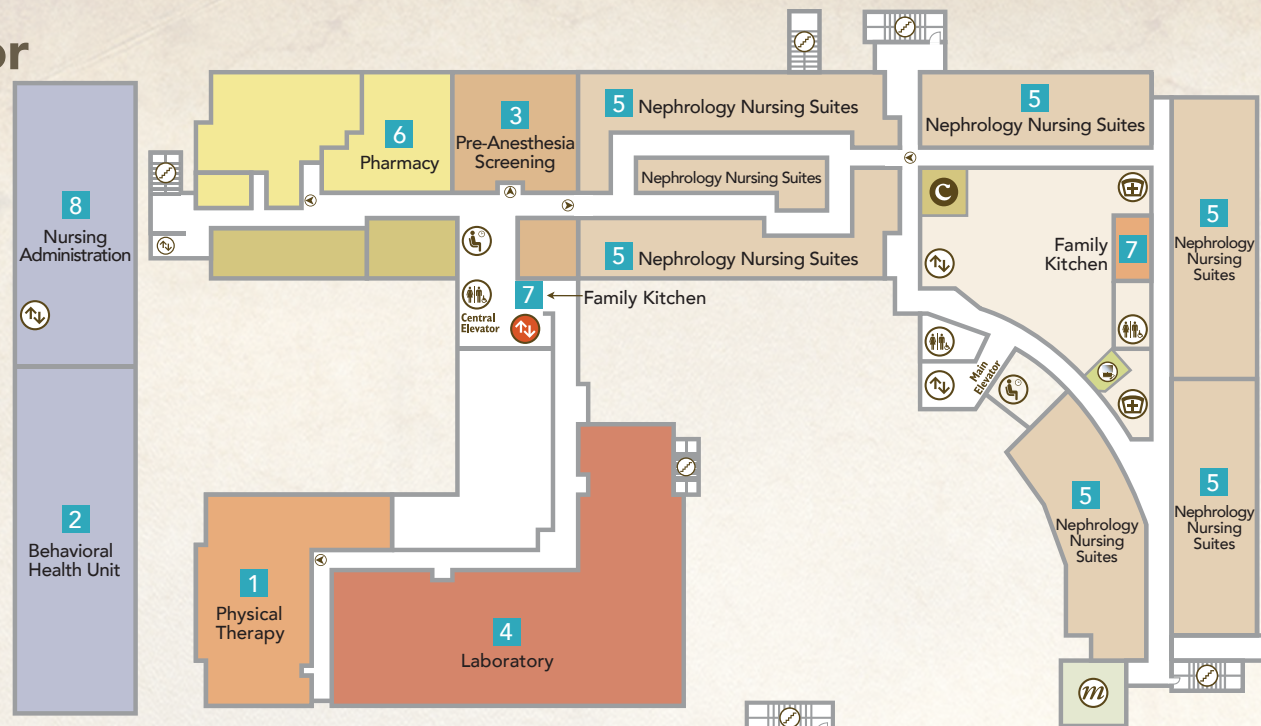 or
8
Nursing
Administration
2
Behavioral
Health Unit
6
Pharmacy
3
Pre-Anesthesia
Screening
5 Nephrology Nursing Suites
5
Nephrology Nursing Suites
Nephrology Nursing Suites
5 Nephrology Nursing Suites
C
Family
Kitchen
7
5
Nephrology
Nursing
Suites
7
Family Kitchen
Central
Elevator
Main
Elevator
5
Nephrology
Nursing
Suites
5
Nephrology
Nursing
Suites
1
Physical
Therapy
4
Laboratory
m